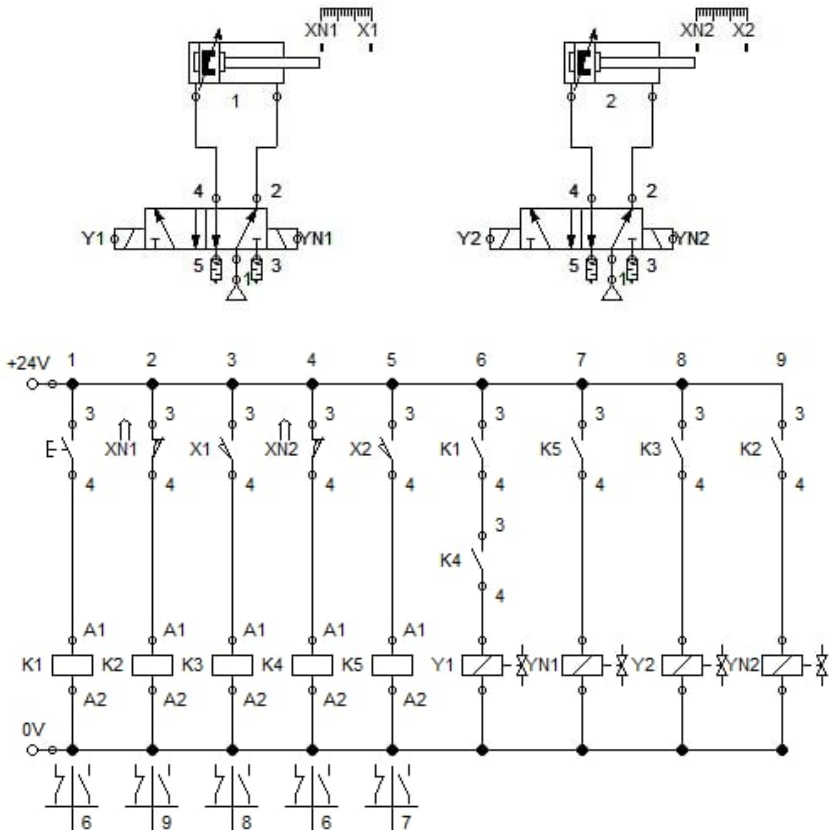 XN1 X1 XN2 X2
1 2
4 2 4 2
Y1 YN1 Y2 YN2
5 1 3 5 1 3
+24V 1 2 3 4 5 6 7 8 9
3 3 3 3 3 3 3 3 3
XN1 X1 XN2 X2 K1 K5 K3 K2
4 4 4 4 4 4 4 4 4
3
K4
4
A1 A1 A1 A1 A1
K1 K2 K3 K4 K5 Y1 YN1 Y2 YN2
A2 A2 A2 A2 A2
0V
6 9 8 6 7